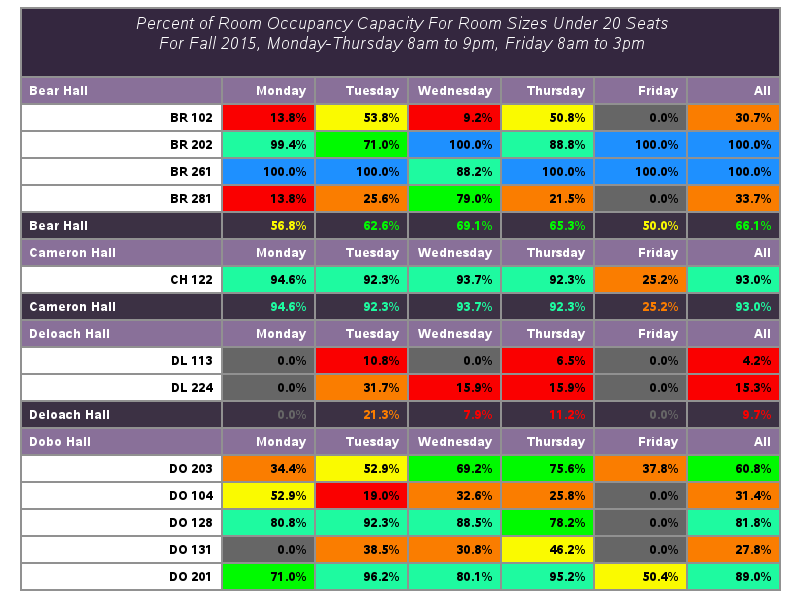 Percent of Room Occupancy Capacity For Room Sizes Under 20 Seats
For Fall 2015, Monday-Thursday 8am to 9pm, Friday 8am to 3pm
Bear Hall Monday Tuesday Wednesday Thursday Friday All
BR 102 13.8% 53.8% 9.2% 50.8% 0.0% 30.7%
BR 202 99.4% 71.0% 100.0% 88.8% 100.0% 100.0%
BR 261 100.0% 100.0% 88.2% 100.0% 100.0% 100.0%
BR 281 13.8% 25.6% 79.0% 21.5% 0.0% 33.7%
Bear Hall 56.8% 62.6% 69.1% 65.3% 50.0% 66.1%
Cameron Hall Monday Tuesday Wednesday Thursday Friday All
CH 122 94.6% 92.3% 93.7% 92.3% 25.2% 93.0%
Cameron Hall 94.6% 92.3% 93.7% 92.3% 25.2% 93.0%
Deloach Hall Monday Tuesday Wednesday Thursday Friday All
DL 113 0.0% 10.8% 0.0% 6.5% 0.0% 4.2%
DL 224 0.0% 31.7% 15.9% 15.9% 0.0% 15.3%
Deloach Hall 0.0% 21.3% 7.9% 11.2% 0.0% 9.7%
Dobo Hall Monday Tuesday Wednesday Thursday Friday All
DO 203 34.4% 52.9% 69.2% 75.6% 37.8% 60.8%
DO 104 52.9% 19.0% 32.6% 25.8% 0.0% 31.4%
DO 128 80.8% 92.3% 88.5% 78.2% 0.0% 81.8%
DO 131 0.0% 38.5% 30.8% 46.2% 0.0% 27.8%
DO 201 71.0% 96.2% 80.1% 95.2% 50.4% 89.0%